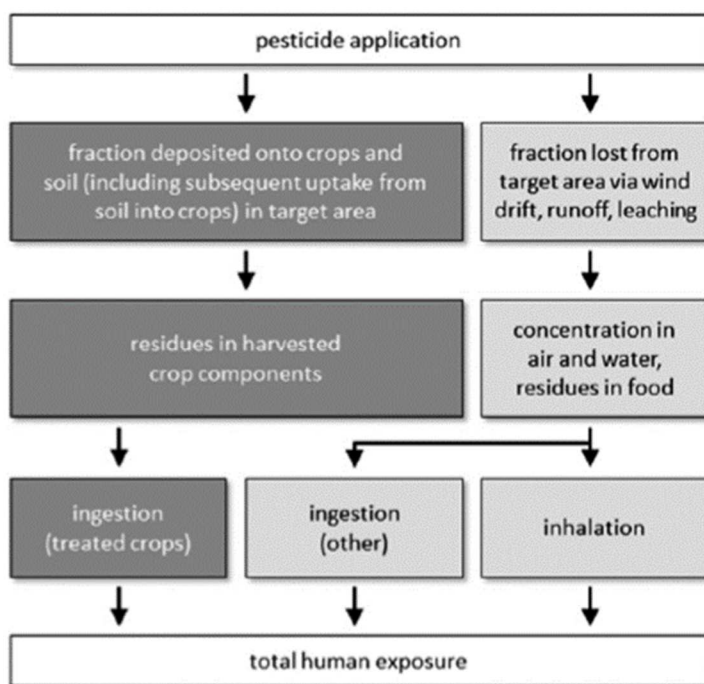 pesticide application
fraction deposited onto crops and
soil (including subsequent uptake from
soil into crops) in target area
fraction lost from
target area via wind
drift, runoff, leaching
residues in harvested
crop components
concentration in
air and water,
residues in food
ingestion
(treated crops)
ingestion
(other)
inhalation
total human exposure